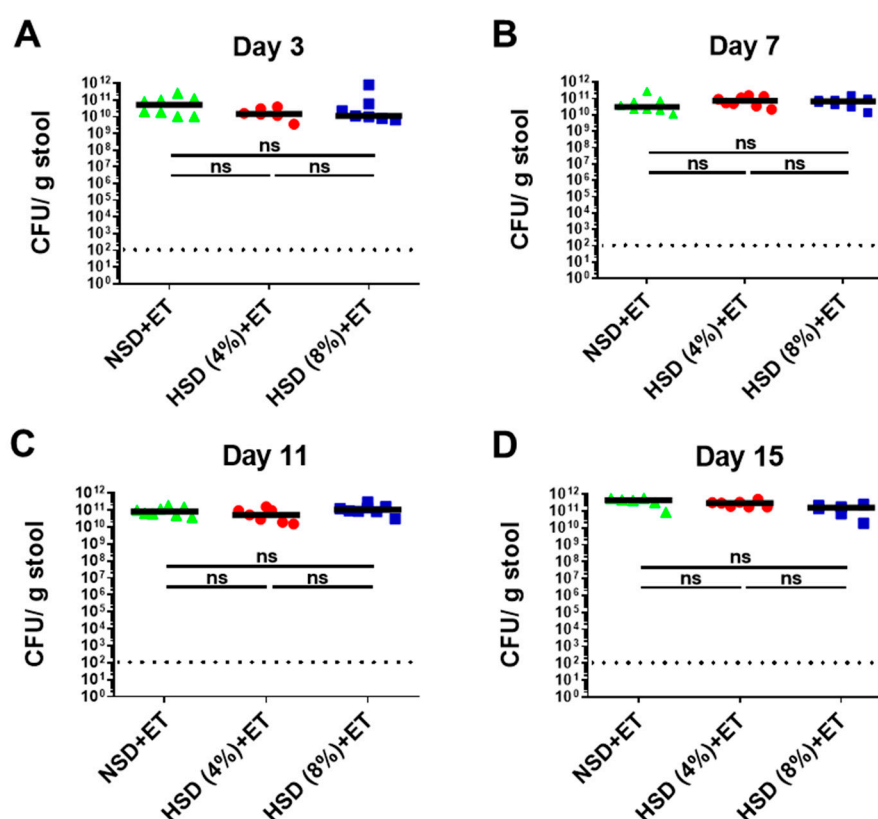 A
Day 3
CFU/ g stool
10¹²
10¹¹
10¹⁰
10⁹
10⁸
10⁷
10⁶
10⁵
10⁴
10³
10²
10¹
10⁰
ns
ns
ns
NSD+ET
HSD (4%)+ET
HSD (8%)+ET
B
Day 7
CFU/ g stool
10¹²
10¹¹
10¹⁰
10⁹
10⁸
10⁷
10⁶
10⁵
10⁴
10³
10²
10¹
10⁰
ns
ns
ns
NSD+ET
HSD (4%)+ET
HSD (8%)+ET
C
Day 11
CFU/ g stool
10¹²
10¹¹
10¹⁰
10⁹
10⁸
10⁷
10⁶
10⁵
10⁴
10³
10²
10¹
10⁰
ns
ns
ns
NSD+ET
HSD (4%)+ET
HSD (8%)+ET
D
Day 15
CFU/ g stool
10¹²
10¹¹
10¹⁰
10⁹
10⁸
10⁷
10⁶
10⁵
10⁴
10³
10²
10¹
10⁰
ns
ns
ns
NSD+ET
HSD (4%)+ET
HSD (8%)+ET